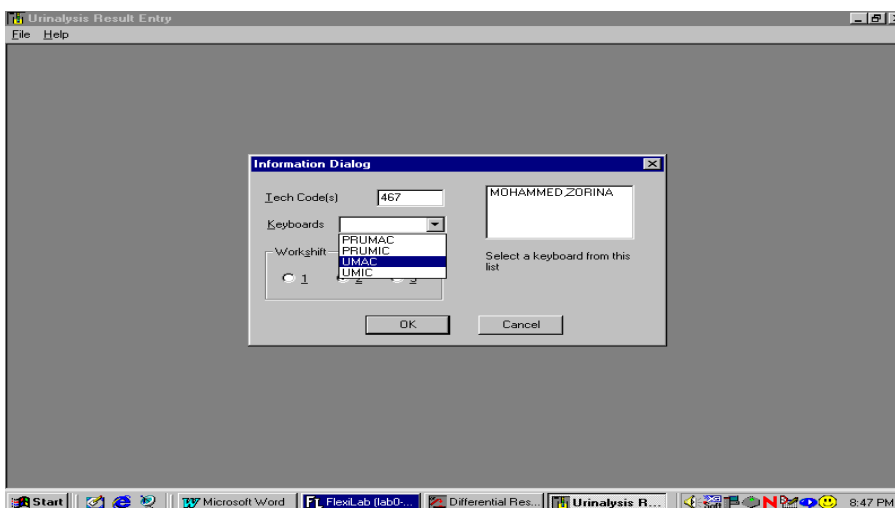 Urinalysis Result Entry
File Help
Information Dialog
Tech Code(s) 467
MOHAMMED,ZORINA
Keyboards
PRUMAC
PRUMIC
UMAC
UMIC
Workshift
1 2 3
Select a keyboard from this
list
OK Cancel
Start Microsoft Word FL FlexiLab (lab0-... Differential Res... Urinalysis R... 8:47 PM